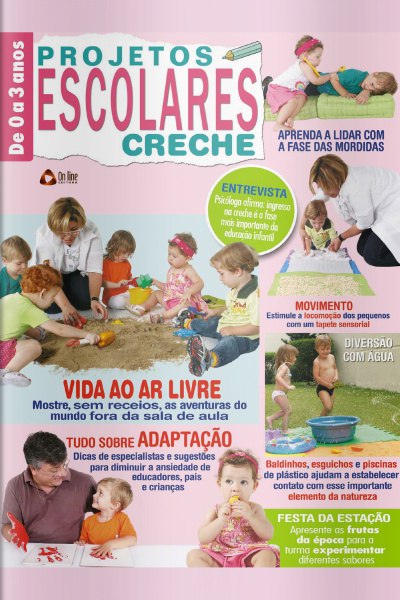 De 0 a 3 anos
PROJETOS
ESCOLARES
CRECHE
On line
EDITORA
APRENDA A LIDAR COM
A FASE DAS MORDIDAS
ENTREVISTA
Psicóloga afirma: ingresso
na creche é a fase
mais importante da
educação infantil
MOVIMENTO
Estimule a locomoção dos pequenos
com um tapete sensorial
DIVERSÃO
COM ÁGUA
VIDA AO AR LIVRE
Mostre, sem receios, as aventuras do
mundo fora da sala de aula
TUDO SOBRE ADAPTAÇÃO
Dicas de especialistas e sugestões
para diminuir a ansiedade de
educadores, pais
e crianças
Baldinhos, esguichos e piscinas
de plástico ajudam a estabelecer
contato com esse importante
elemento da natureza
FESTA DA ESTAÇÃO
Apresente as frutas
da época para a
turma experimentar
diferentes sabores